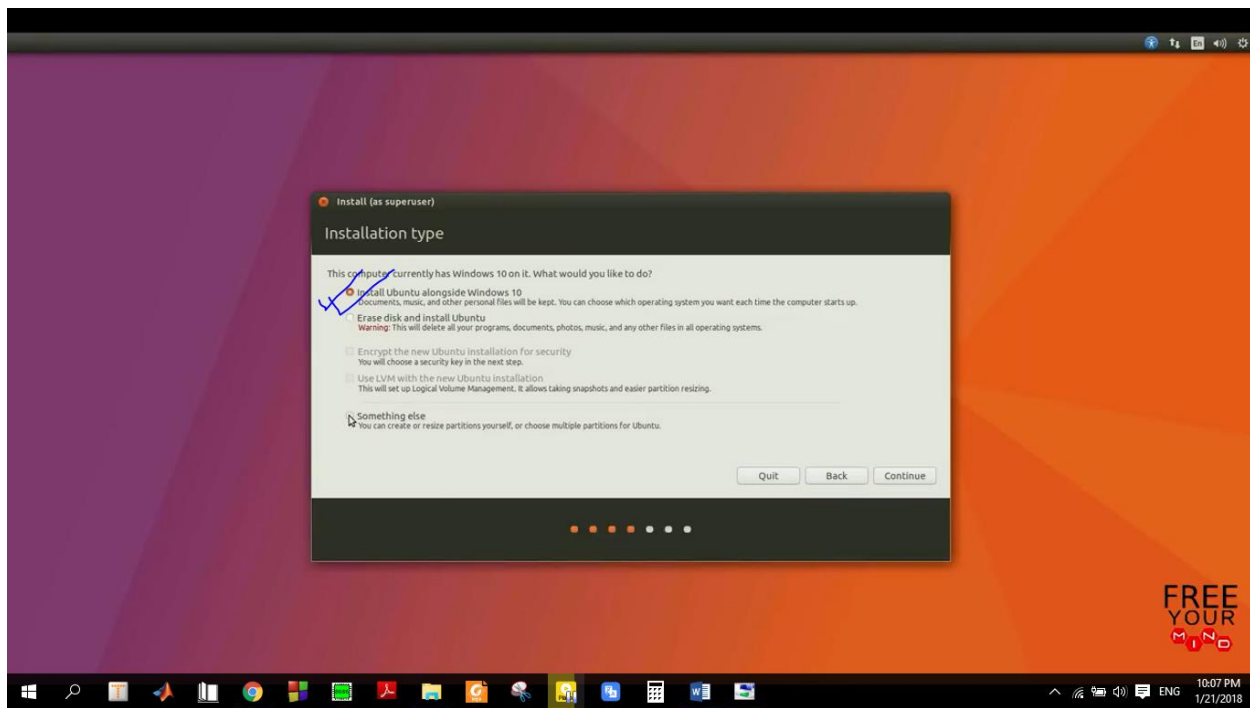 En
Install (as superuser)
Installation type
This computer currently has Windows 10 on it. What would you like to do?
Install Ubuntu alongside Windows 10
Documents, music, and other personal files will be kept. You can choose which operating system you want each time the computer starts up.
Erase disk and install Ubuntu
Warning: This will delete all your programs, documents, photos, music, and any other files in all operating systems.
Encrypt the new Ubuntu installation for security
You will choose a security key in the next step.
Use LVM with the new Ubuntu installation
This will set up Logical Volume Management. It allows taking snapshots and easier partition resizing.
Something else
You can create or resize partitions yourself, or choose multiple partitions for Ubuntu.
Quit Back Continue
FREE
YOUR
MIND
ENG
10:07 PM
1/21/2018